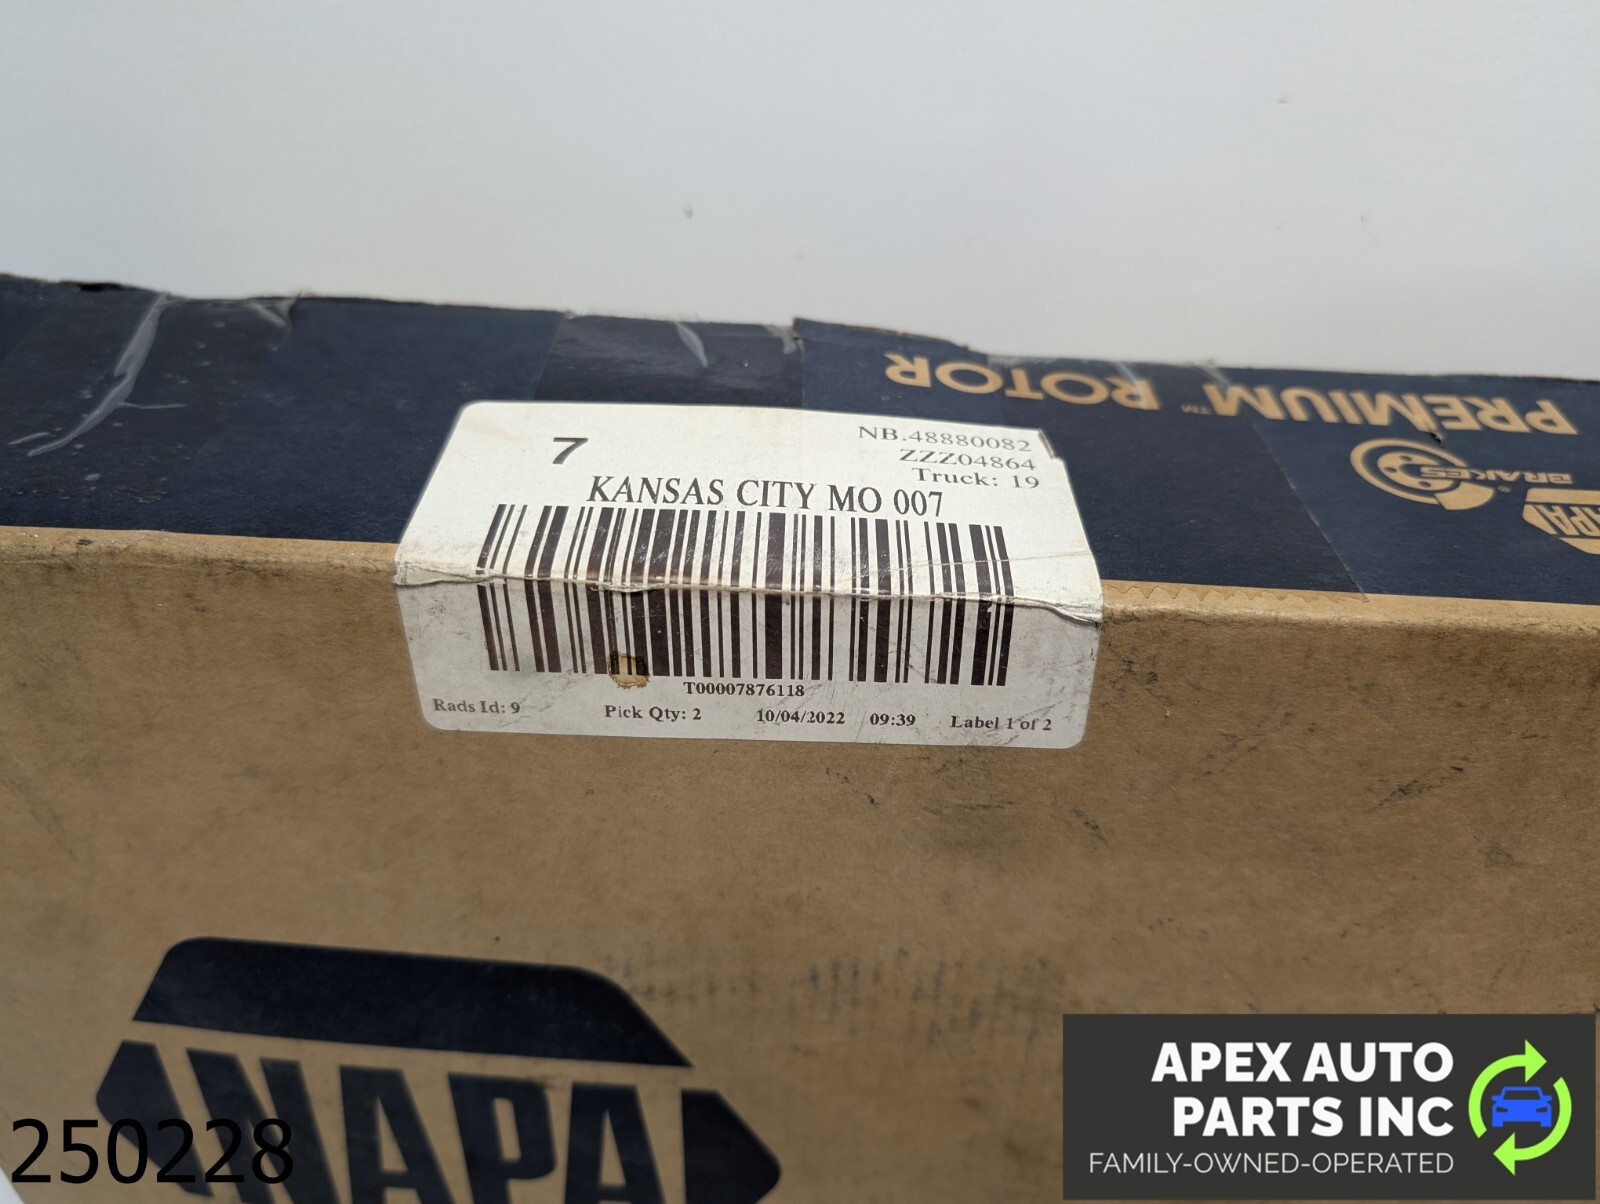 PREMIUM™ ROTOR
BRAKES®
NAPA
7
NB.48880082
ZZZ04864
Truck: 19
KANSAS CITY MO 007
T00007876118
Rads Id: 9 Pick Qty: 2 10/04/2022 09:39 Label 1 of 2
NAPA
250228
APEX AUTO
PARTS INC
FAMILY-OWNED-OPERATED